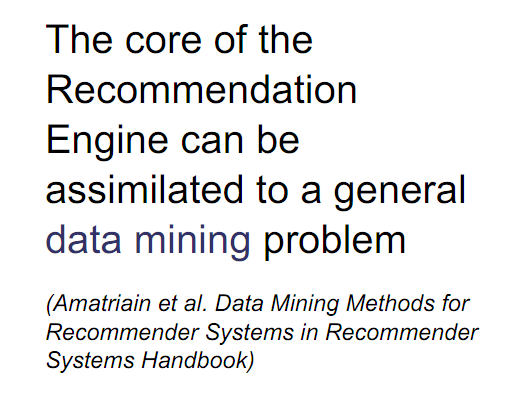 The core of the
Recommendation
Engine can be
assimilated to a general
data mining problem
(Amatriain et al. Data Mining Methods for
Recommender Systems in Recommender
Systems Handbook)